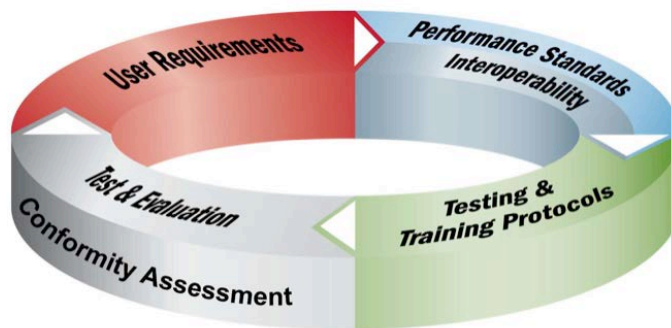 User Requirements
Performance Standards
Interoperability
Testing &
Training Protocols
Test & Evaluation
Conformity Assessment